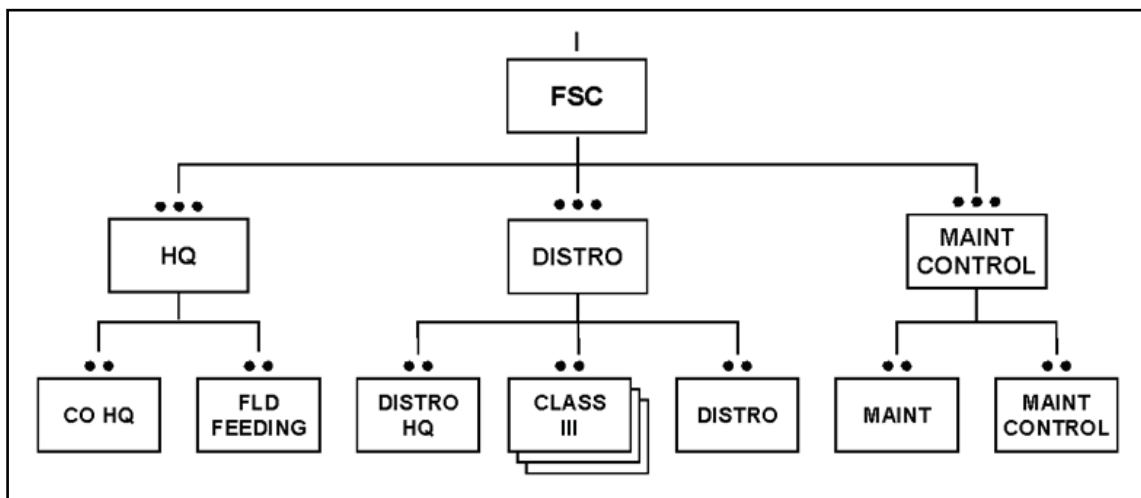 FSC
HQ
DISTRO
MAINT
CONTROL
CO HQ
FLD
FEEDING
DISTRO
HQ
CLASS
III
DISTRO
MAINT
MAINT
CONTROL